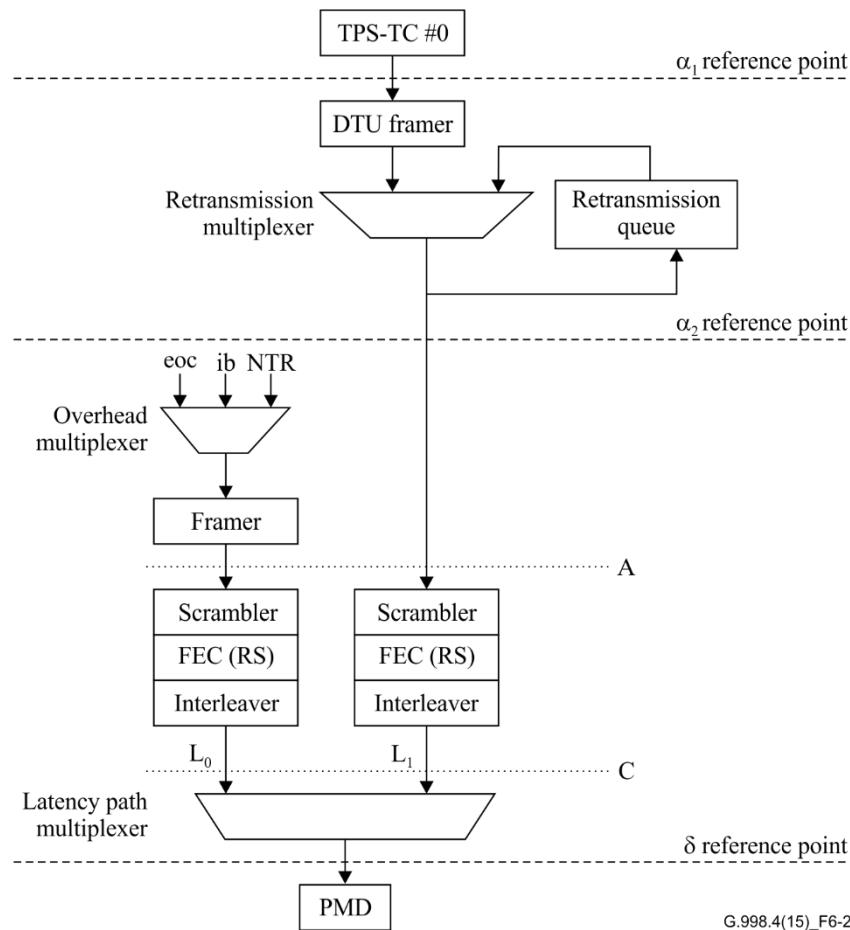 TPS-TC #0
α1 reference point
DTU framer
Retransmission
multiplexer
Retransmission
queue
α2 reference point
eoc
ib
NTR
Overhead
multiplexer
Framer
A
Scrambler
FEC (RS)
Interleaver
Scrambler
FEC (RS)
Interleaver
L0
L1
C
Latency path
multiplexer
δ reference point
PMD
G.998.4(15)_F6-2